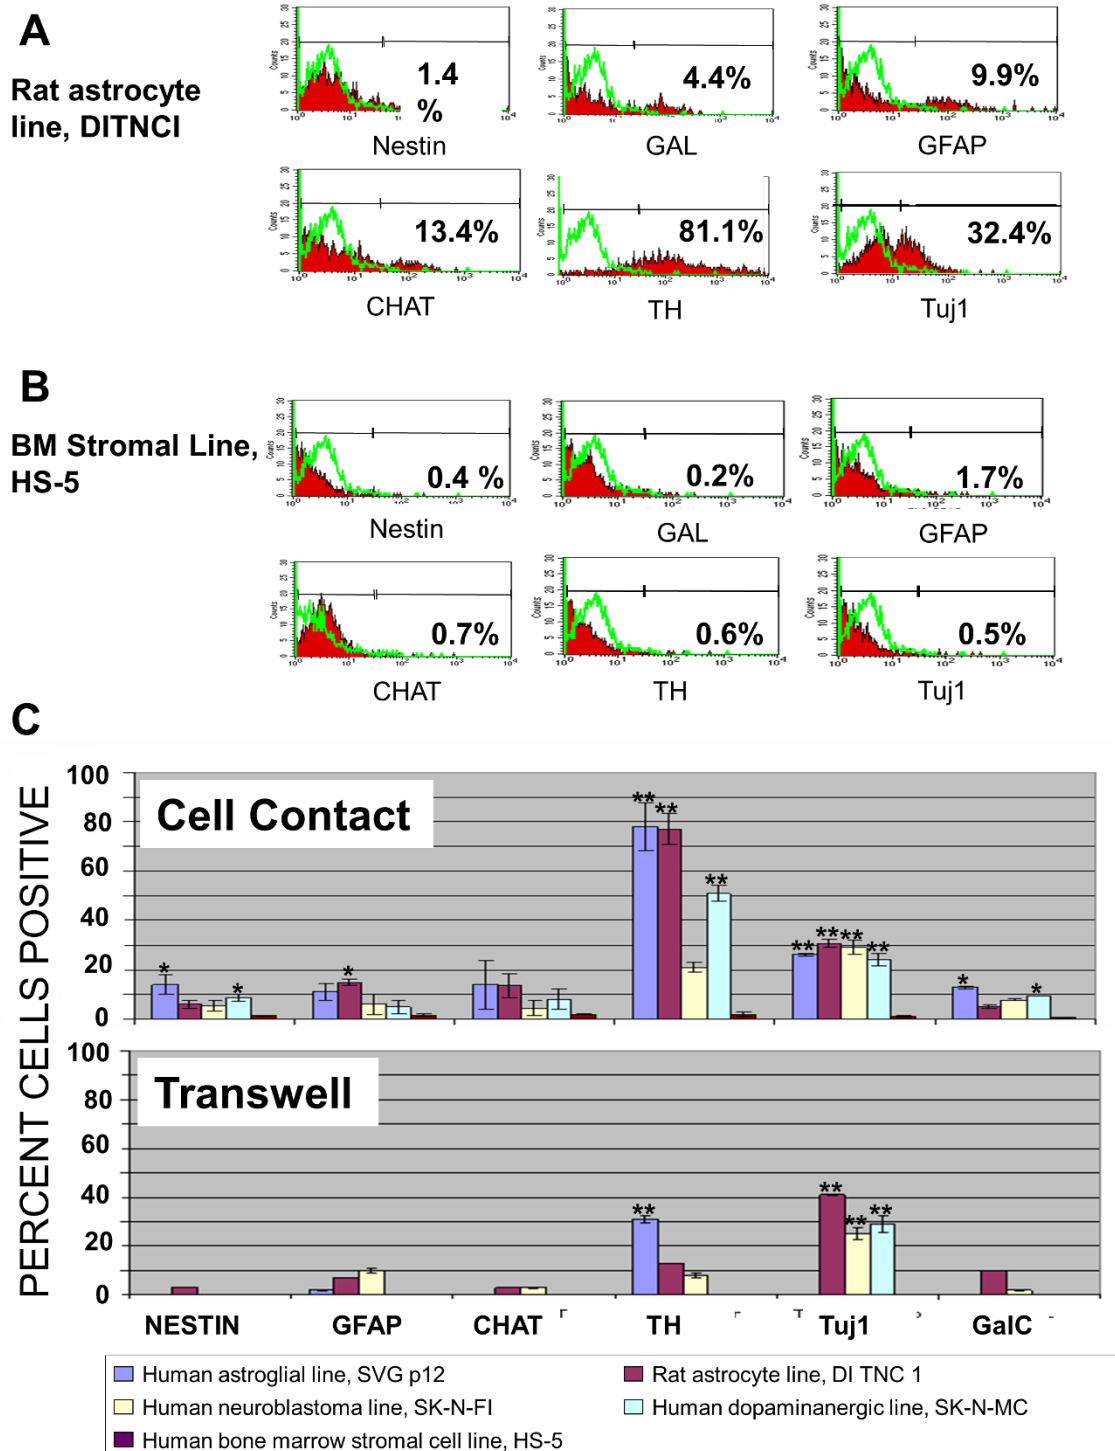 A
Rat astrocyte
line, DITNCI
1.4
%
Nestin
4.4%
GAL
9.9%
GFAP
13.4%
CHAT
81.1%
TH
32.4%
Tuj1
B
BM Stromal Line,
HS-5
0.4 %
Nestin
0.2%
GAL
1.7%
GFAP
0.7%
CHAT
0.6%
TH
0.5%
Tuj1
C
PERCENT CELLS POSITIVE
Cell Contact
100
80
60
40
20
0
Transwell
100
80
60
40
20
0
NESTIN GFAP CHAT TH Tuj1 GalC
Human astroglial line, SVG p12
Rat astrocyte line, DI TNC 1
Human neuroblastoma line, SK-N-FI
Human dopaminanergic line, SK-N-MC
Human bone marrow stromal cell line, HS-5